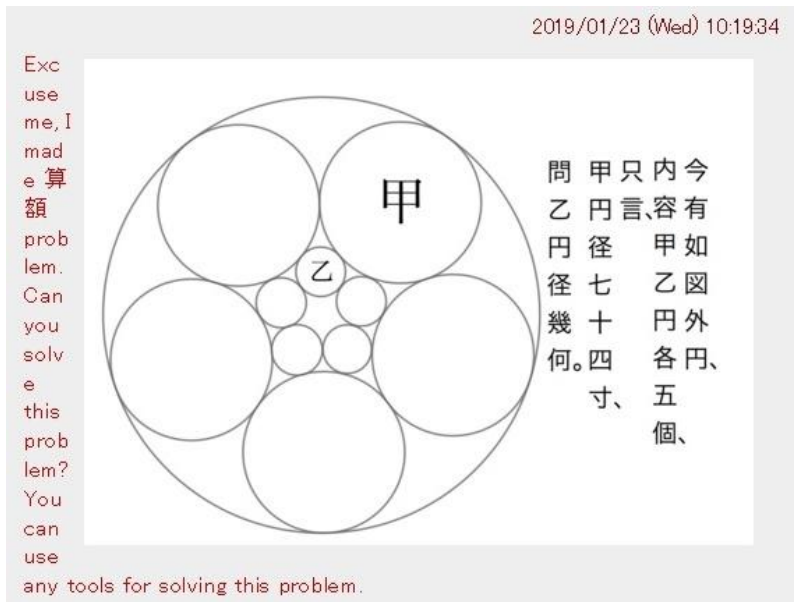 2019/01/23 (Wed) 10:19:34
Exc
use
me, I
mad
e 算
額
prob
lem.
Can
you
solv
e
this
prob
lem?
You
can
use
any tools for solving this problem.
甲
乙
今有如図外円、
内容甲乙円各五個、
只言、
甲円径七十四寸、
問乙円径幾何。